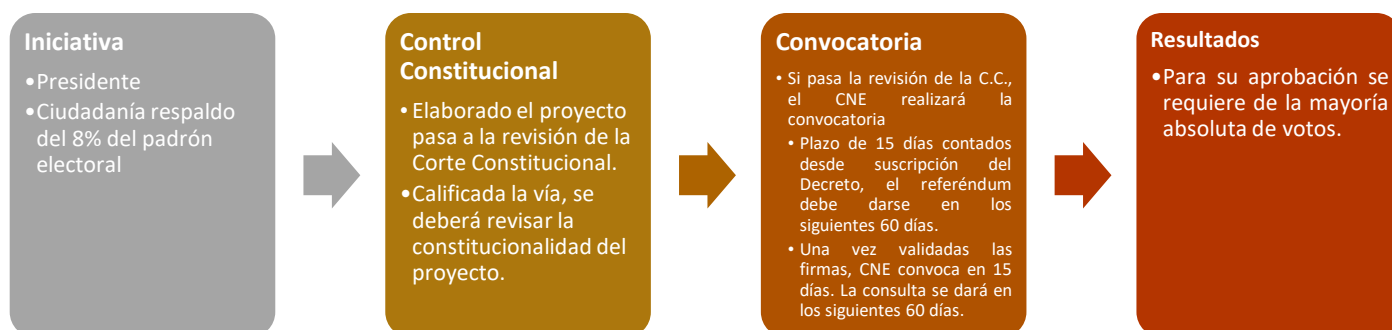 Iniciativa
•Presidente
•Ciudadanía respaldo
del 8% del padrón
electoral
Control
Constitucional
• Elaborado el proyecto
pasa a la revisión de la
Corte Constitucional.
•Calificada la vía, se
deberá revisar la
constitucionalidad del
proyecto.
Convocatoria
• Si pasa la revisión de la C.C.,
el CNE realizará la
convocatoria
• Plazo de 15 días contados
desde suscripción del
Decreto, el referéndum
debe darse en los
siguientes 60 días.
• Una vez validadas las
firmas, CNE convoca en 15
días. La consulta se dará en
los siguientes 60 días.
Resultados
•Para su aprobación se
requiere de la mayoría
absoluta de votos.